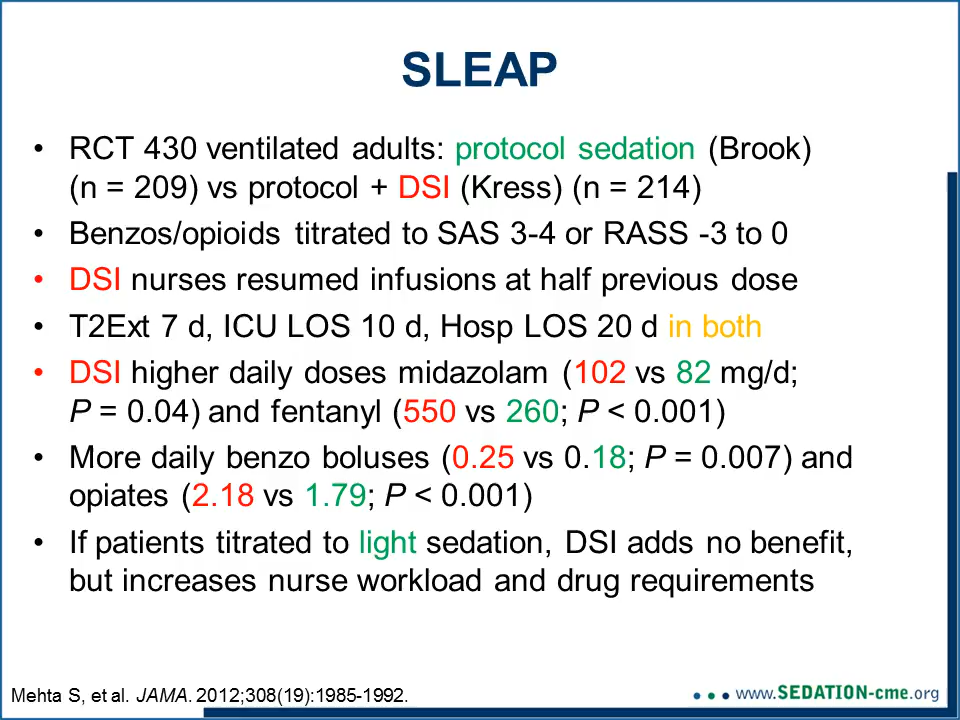 SLEAP
• RCT 430 ventilated adults: protocol sedation (Brook)
(n = 209) vs protocol + DSI (Kress) (n = 214)
• Benzos/opioids titrated to SAS 3-4 or RASS -3 to 0
• DSI nurses resumed infusions at half previous dose
• T2Ext 7 d, ICU LOS 10 d, Hosp LOS 20 d in both
• DSI higher daily doses midazolam (102 vs 82 mg/d;
P = 0.04) and fentanyl (550 vs 260; P < 0.001)
• More daily benzo boluses (0.25 vs 0.18; P = 0.007) and
opiates (2.18 vs 1.79; P < 0.001)
• If patients titrated to light sedation, DSI adds no benefit,
but increases nurse workload and drug requirements
Mehta S, et al. JAMA. 2012;308(19):1985-1992.
www.SEDATION-cme.org